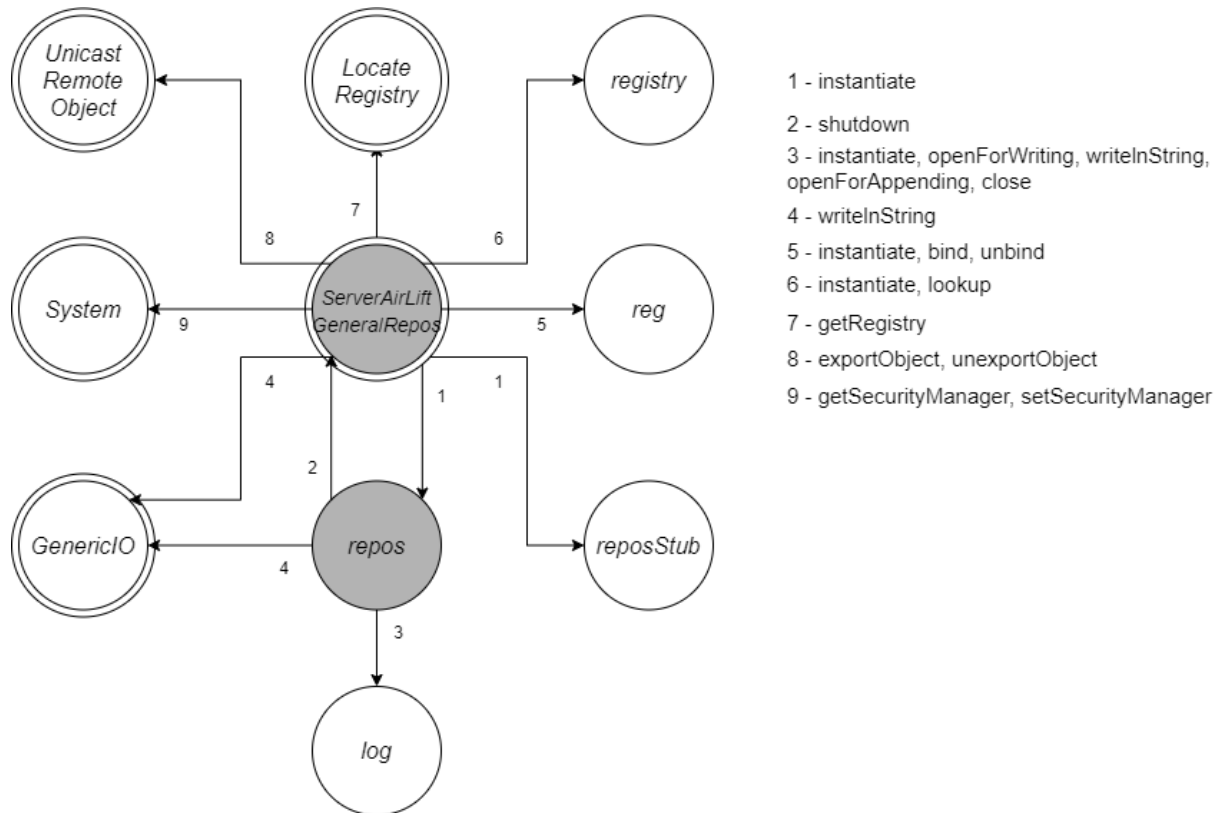 Unicast
Remote
Object
Locate
Registry
registry
1 - instantiate
2 - shutdown
3 - instantiate, openForWriting, writelnString,
openForAppending, close
4 - writelnString
5 - instantiate, bind, unbind
6 - instantiate, lookup
7 - getRegistry
8 - exportObject, unexportObject
9 - getSecurityManager, setSecurityManager
8
7
6
System
ServerAirLift
GeneralRepos
reg
9
5
4
1
1
2
GenericIO
repos
reposStub
4
3
log